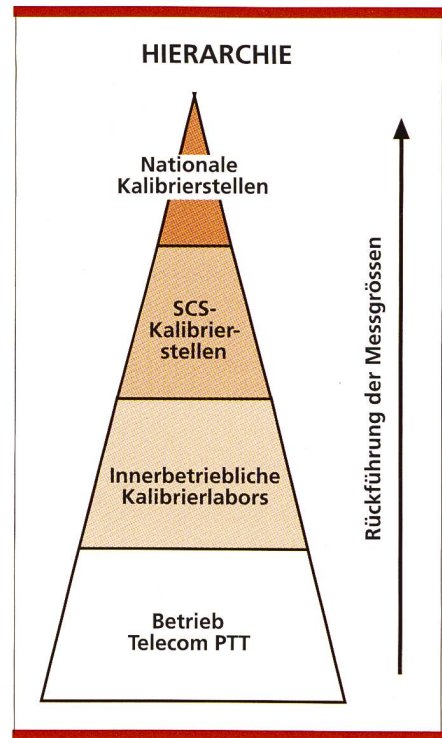 HIERARCHIE
Nationale
Kalibrierstellen
SCS-
Kalibrier-
stellen
Innerbetriebliche
Kalibrierlabors
Betrieb
Telecom PTT
Rückführung der Messgrössen